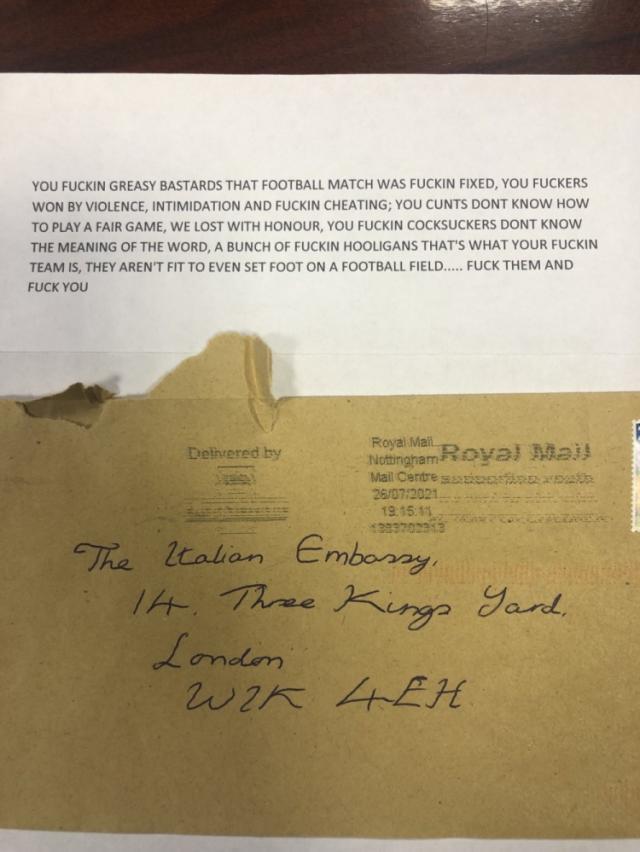 YOU FUCKIN GREASY BASTARDS THAT FOOTBALL MATCH WAS FUCKIN FIXED, YOU FUCKERS
WON BY VIOLENCE, INTIMIDATION AND FUCKIN CHEATING; YOU CUNTS DONT KNOW HOW
TO PLAY A FAIR GAME, WE LOST WITH HONOUR, YOU FUCKIN COCKSUCKERS DONT KNOW
THE MEANING OF THE WORD, A BUNCH OF FUCKIN HOOLIGANS THAT'S WHAT YOUR FUCKIN
TEAM IS, THEY AREN'T FIT TO EVEN SET FOOT ON A FOOTBALL FIELD..... FUCK THEM AND
FUCK YOU
Delivered by
Royal Mail
Nottingham
Mail Centre
26/07/2021
19:15:11
Royal Mail
The Italian Embassy,
14, Three Kings Yard,
London
W1K 4EH